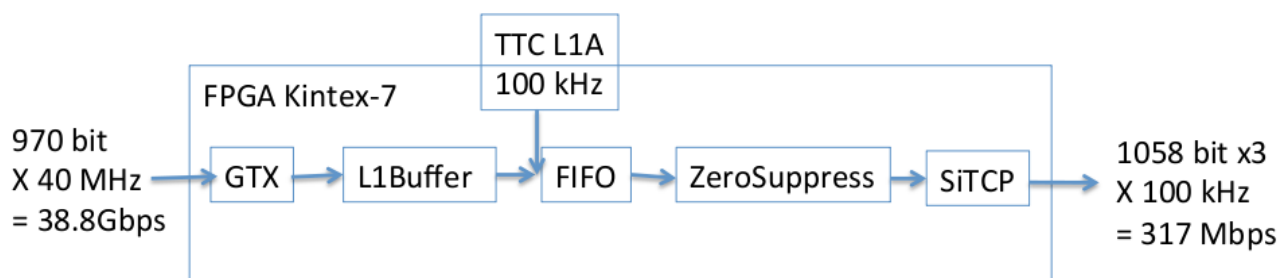 TTC L1A
100 kHz
FPGA Kintex-7
970 bit
X 40 MHz
= 38.8Gbps
GTX
L1Buffer
FIFO
ZeroSuppress
SiTCP
1058 bit x3
X 100 kHz
= 317 Mbps